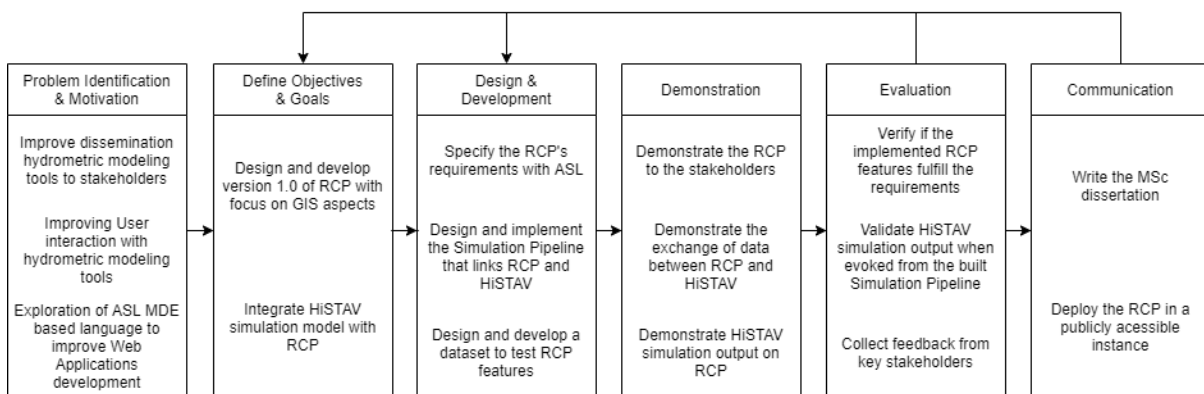 Problem Identification
& Motivation
Improve dissemination
hydrometric modeling
tools to stakeholders
Improving User
interaction with
hydrometric modeling
tools
Exploration of ASL MDE
based language to
improve Web
Applications
development
Define Objectives
& Goals
Design and develop
version 1.0 of RCP with
focus on GIS aspects
Integrate HiSTAV
simulation model with
RCP
Design &
Development
Specify the RCP's
requirements with ASL
Design and implement
the Simulation Pipeline
that links RCP and
HiSTAV
Design and develop a
dataset to test RCP
features
Demonstration
Demonstrate the RCP
to the stakeholders
Demonstrate the
exchange of data
between RCP and
HiSTAV
Demonstrate HiSTAV
simulation output on
RCP
Evaluation
Verify if the
implemented RCP
features fulfill the
requirements
Validate HiSTAV
simulation output when
evoked from the built
Simulation Pipeline
Collect feedback from
key stakeholders
Communication
Write the MSc
dissertation
Deploy the RCP in a
publicly acessible
instance